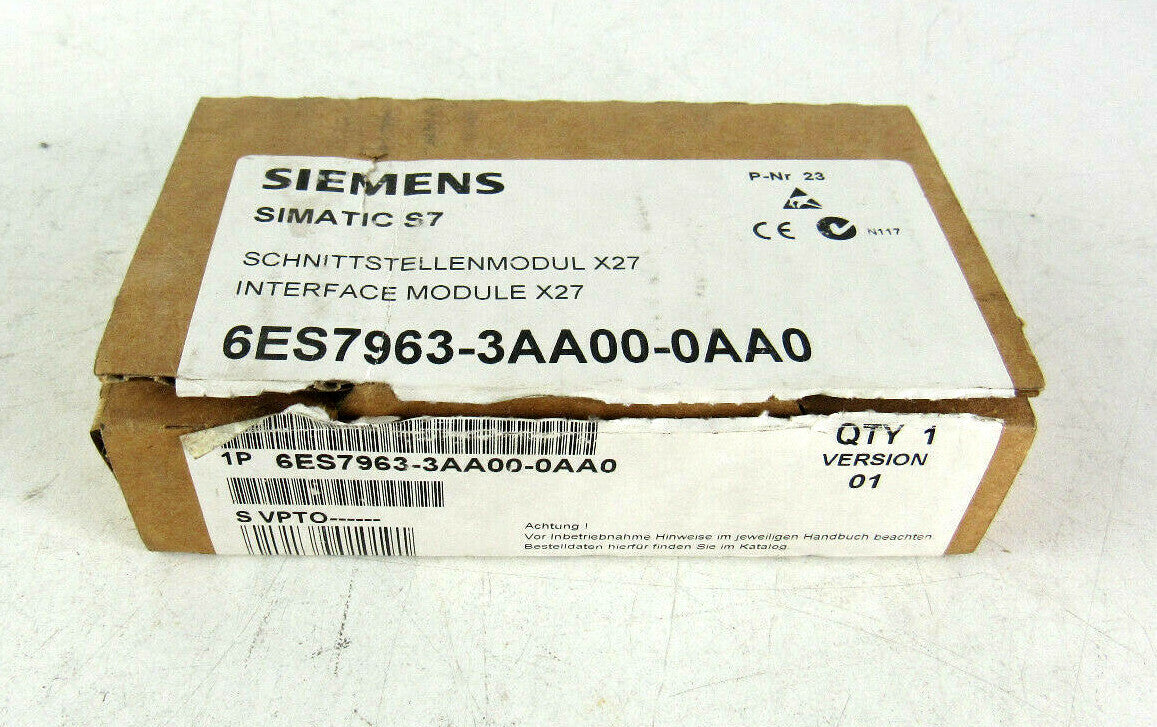 SIEMENS
SIMATIC S7
P-Nr 23
CE
N117
SCHNITTSTELLENMODUL X27
INTERFACE MODULE X27
6ES7963-3AA00-0AA0
1P 6ES7963-3AA00-0AA0
S VPTO------
QTY 1
VERSION
01
Achtung !
Vor Inbetriebnahme Hinweise im jeweiligen Handbuch beachten
Bestelldaten hierfür finden Sie im Katalog.